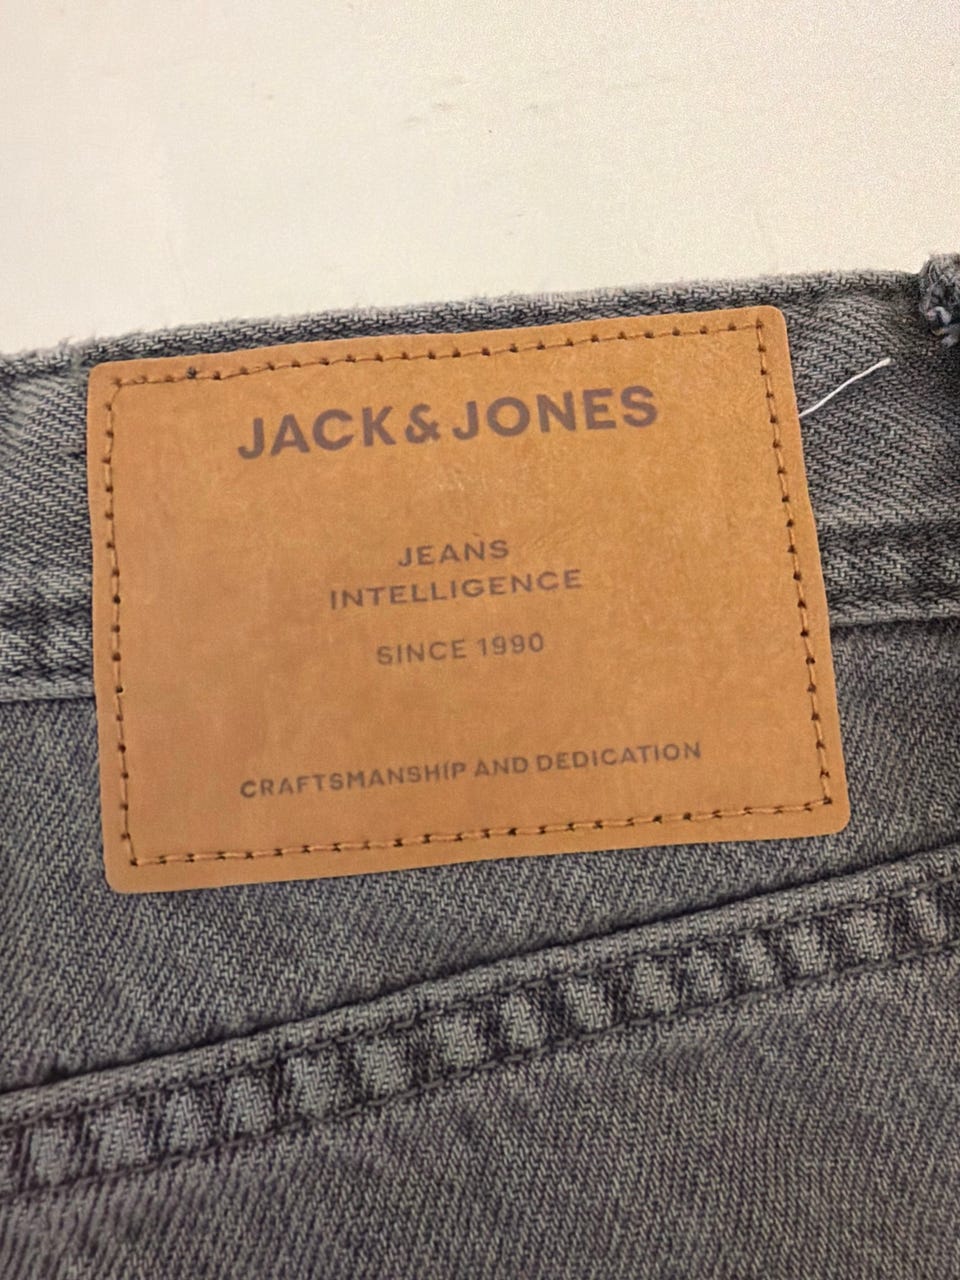 JACK & JONES
JEANS
INTELLIGENCE
SINCE 1990
CRAFTSMANSHIP AND DEDICATION